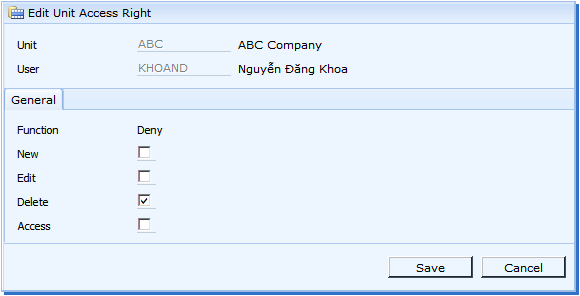 Edit Unit Access Right
Unit ABC ABC Company
User KHOAND Nguyễn Đăng Khoa
General
Function Deny
New
Edit
Delete
Access
Save Cancel